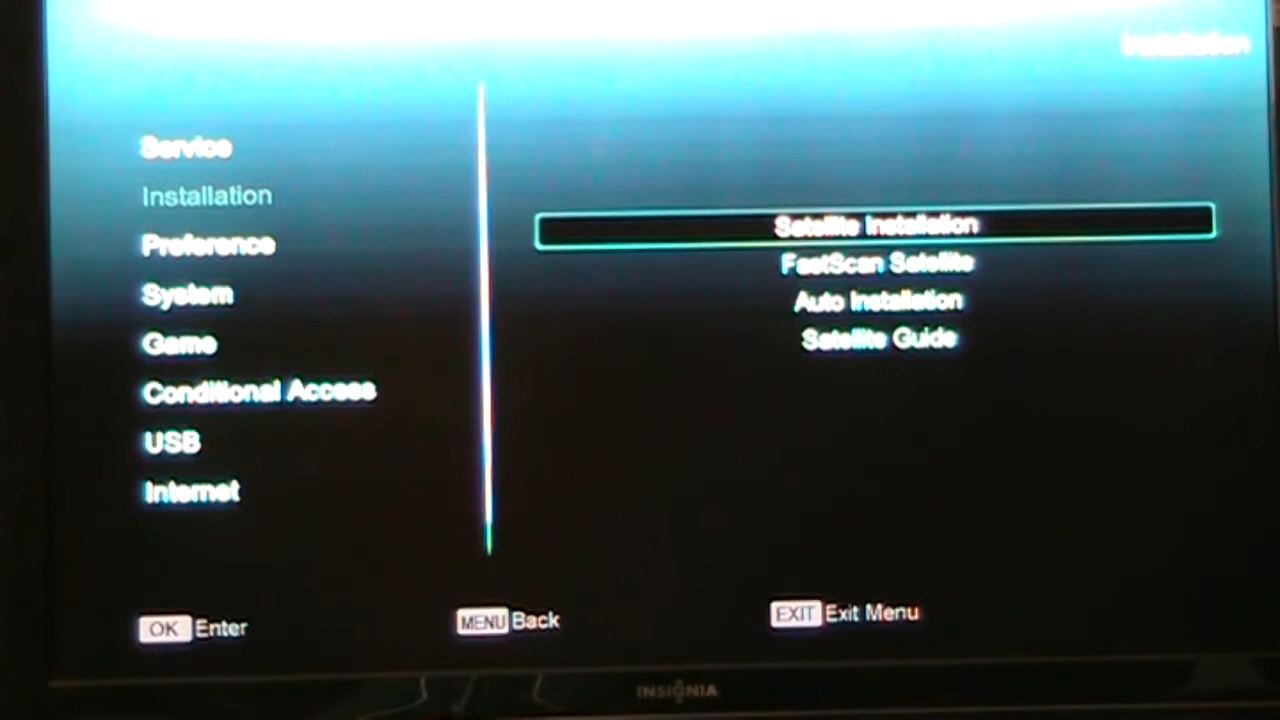 Installation
Service
Installation
Preference
System
Game
Conditional Access
USB
Internet
Satellite Installation
FastScan Satellite
Auto Installation
Satellite Guide
OK Enter
MENU Back
EXIT Exit Menu
INSIGNIA